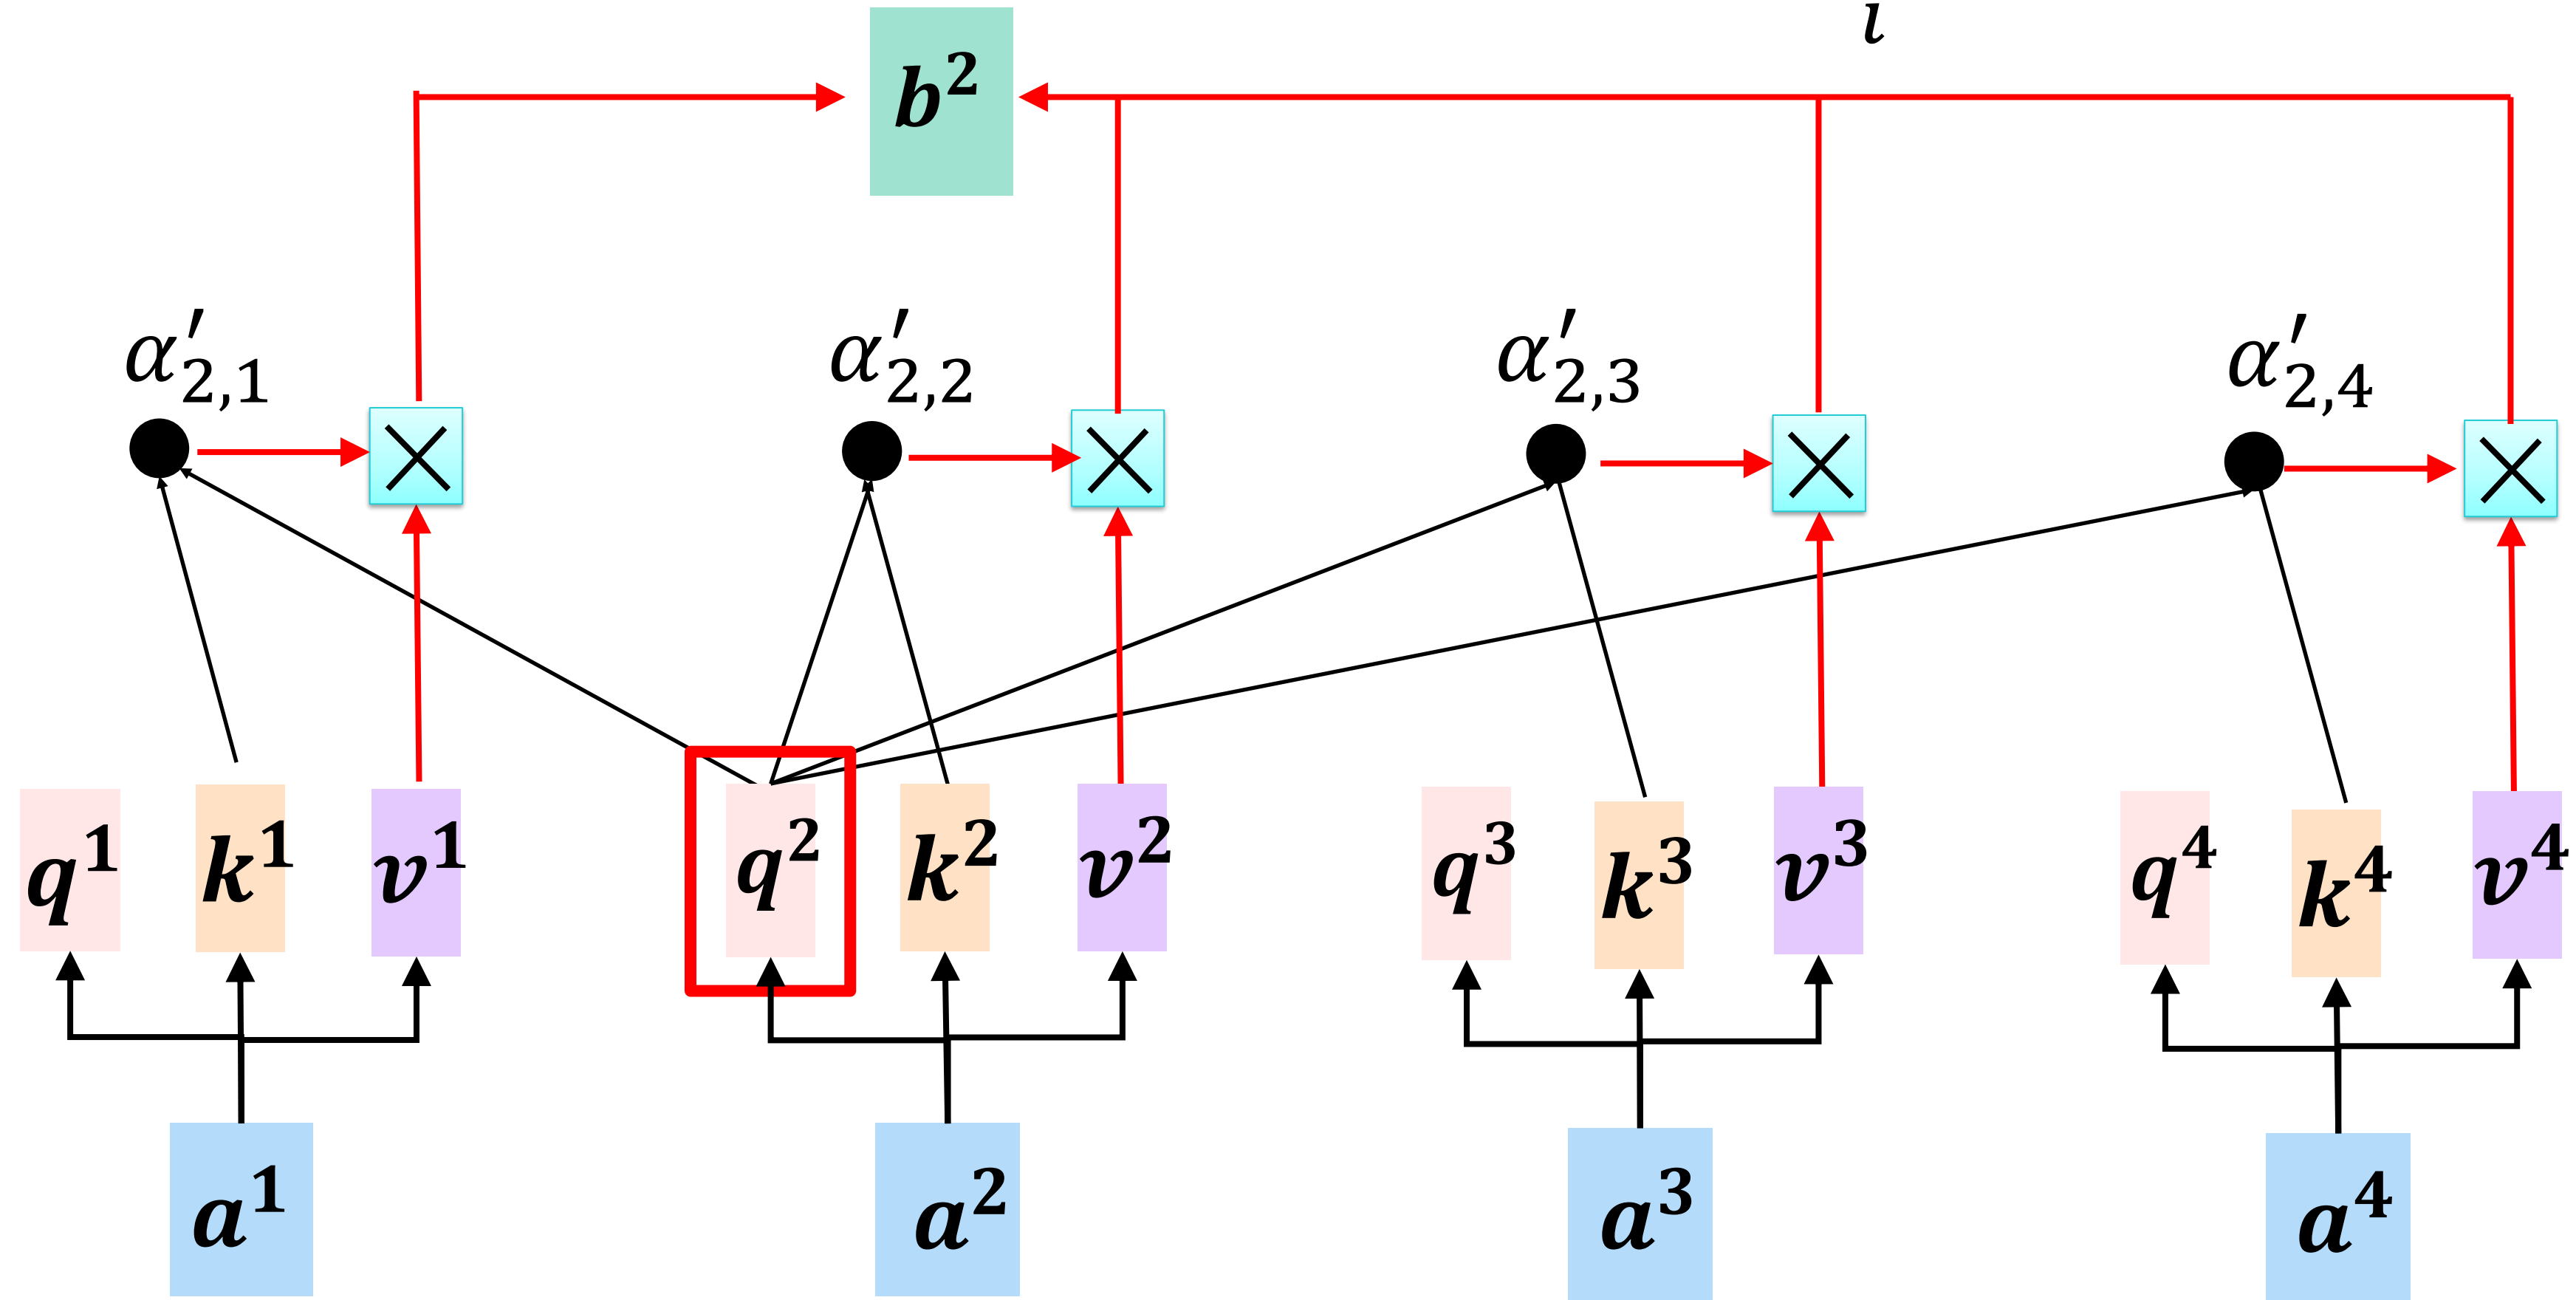 b² i
α′₂,₁ α′₂,₂ α′₂,₃ α′₂,₄
× × × ×
q¹ k¹ v¹ q² k² v² q³ k³ v³ q⁴ k⁴ v⁴
a¹ a² a³ a⁴